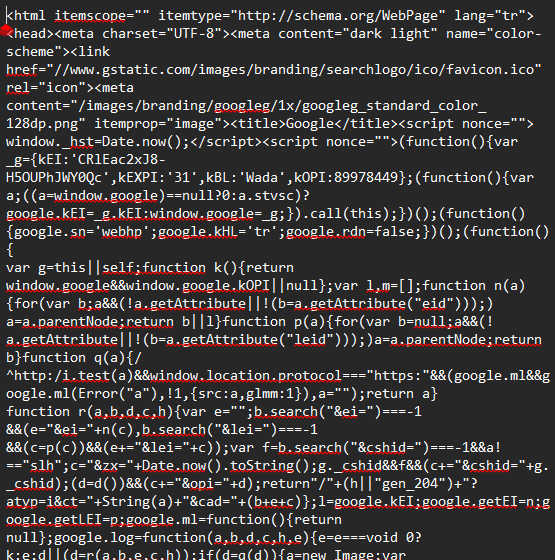 <html itemscope="" itemtype="http://schema.org/WebPage" lang="tr">
<head><meta charset="UTF-8"><meta content="dark light" name="color-
scheme"><link
href="//www.gstatic.com/images/branding/searchlogo/ico/favicon.ico"
rel="icon"><meta
content="/images/branding/googleg/1x/googleg_standard_color_
128dp.png" itemprop="image"><title>Google</title><script nonce="">
window._hst=Date.now();</script><script nonce="">(function(){var
_g={kEI:'CRlEac2xJ8-
H5OUPhJWY0Qc',kEXPI:'31',kBL:'Wada',kOPI:89978449};(function(){var
a;((a=window.google)==null?0:a.stvsc)?
google.kEI=_g.kEI:window.google=_g;}).call(this);})();(function()
{google.sn='webhp';google.kHL='tr';google.rdn=false;})();(function()
{
var g=this||self;function k(){return
window.google&&window.google.kOPI||null};var l,m=[];function n(a)
{for(var b;a&&(!a.getAttribute||!(b=a.getAttribute("eid")));)
a=a.parentNode;return b||l}function p(a){for(var b=null;a&&(!
a.getAttribute||!(b=a.getAttribute("leid")));)a=a.parentNode;return
b}function q(a){/
^http:/i.test(a)&&window.location.protocol==="https:"&&(google.ml&&g
oogle.ml(Error("a"),!1,{src:a,glmm:1}),a="");return a}
function r(a,b,c,d,h){var e="";b.search("&ei=")===-1
&&(e="&ei="+n(c),b.search("&lei=")===-1
&&(c=p(c))&&(e+="&lei="+c));var f=b.search("&cshid=")===-1&&a!
=="slh";c="&zx="+Date.now().toString();g._cshid&&f&&(c+="&cshid="+g.
_cshid);(d=d())&&(c+="&opi="+d);return"/"+(h||"gen_204")+"?
atyp=i&ct="+String(a)+"&cad="+(b+e+c)};l=google.kEI;google.getEI=n;g
oogle.getLEI=p;google.ml=function(){return
null};google.log=function(a,b,d,c,h,e){e=e===void 0?
k:e;d||(d=r(a,b,e,c,h));if(d=q(d)){a=new Image;var